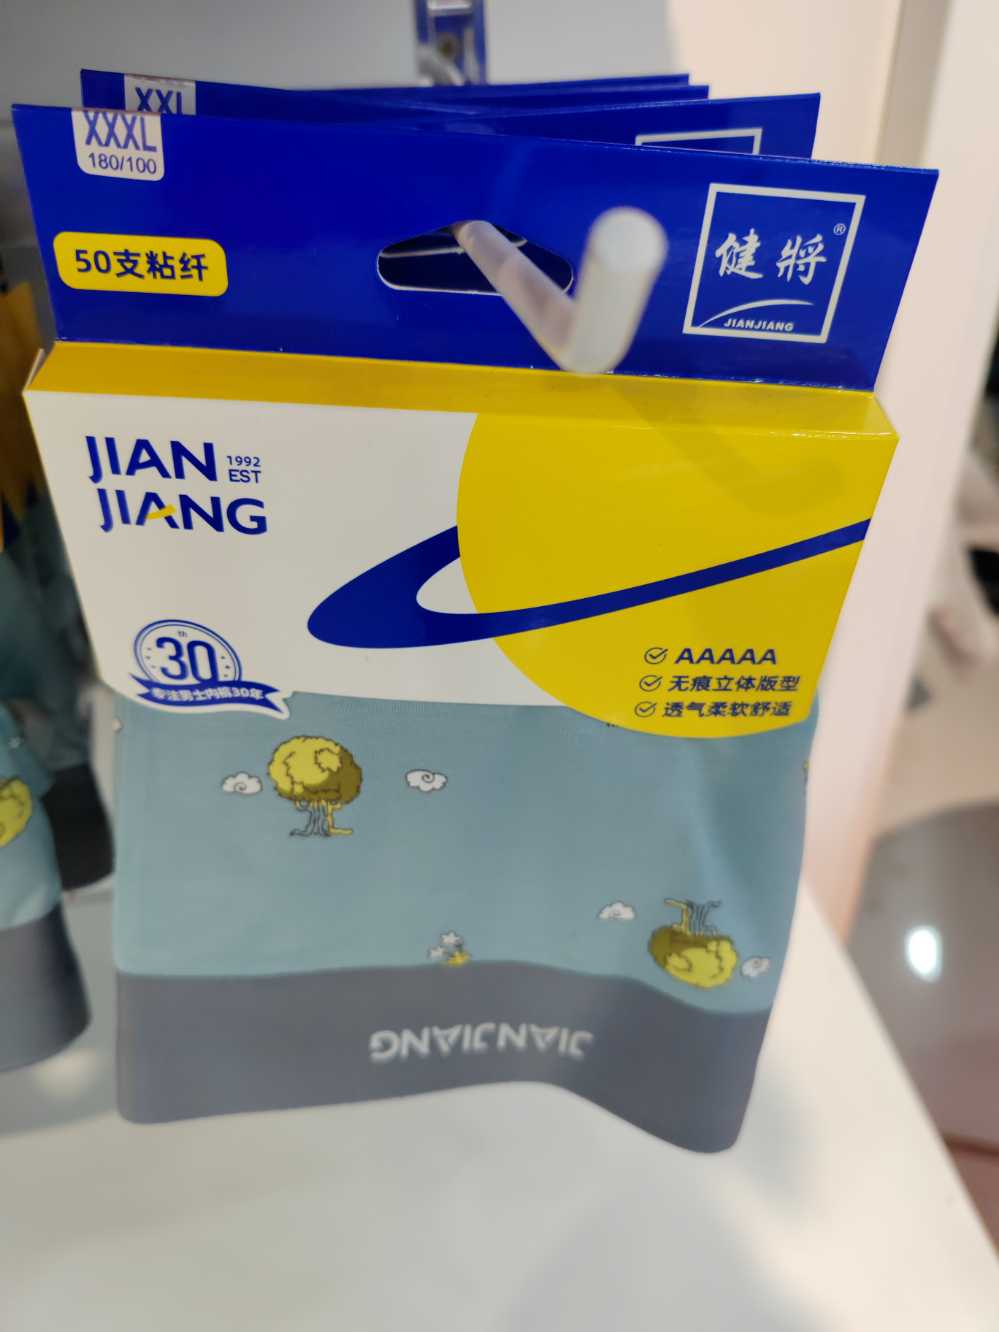 XXL
XXXL
180/100
50支粘纤
健將®
JIANJIANG
JIAN
1992
EST
JIANG
th
30
专注男士内裤30年
AAAAA
无痕立体版型
透气柔软舒适
JIANJIANG